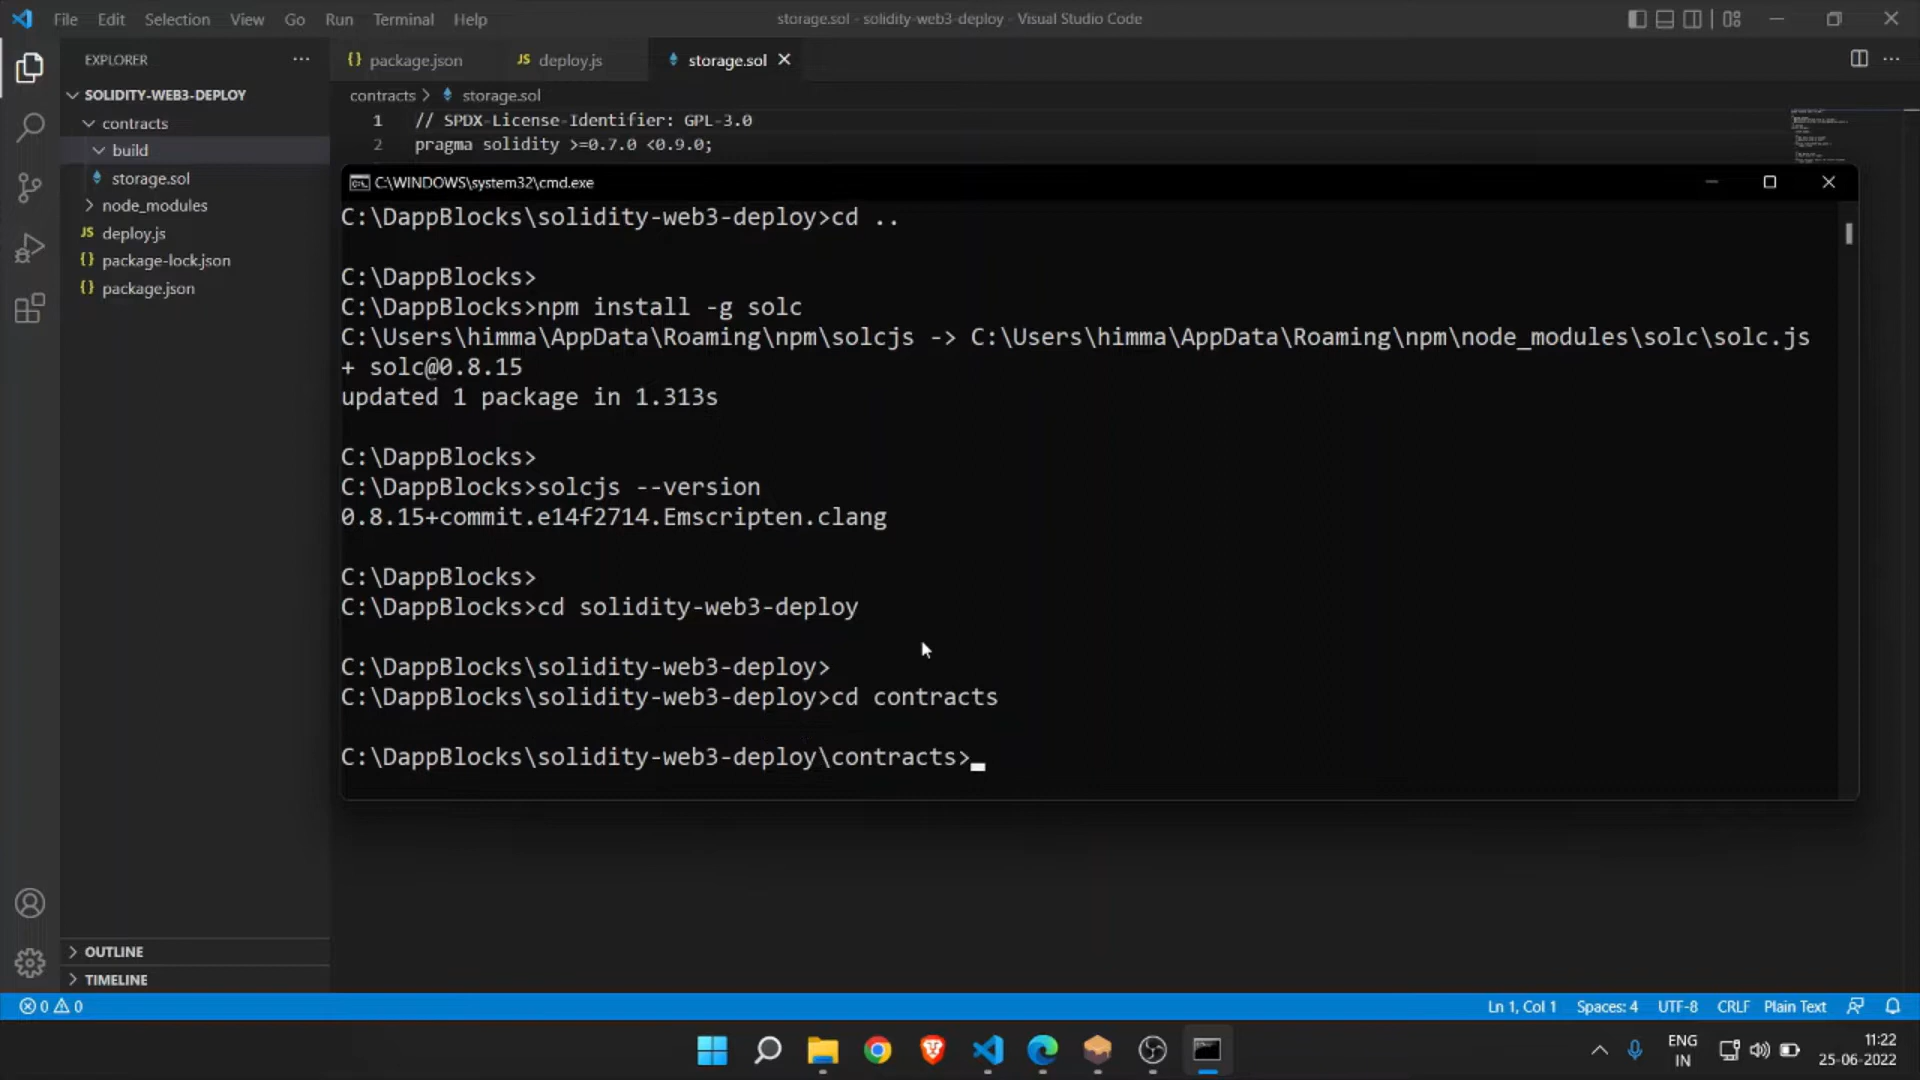 File Edit Selection View Go Run Terminal Help
storage.sol - solidity-web3-deploy - Visual Studio Code
EXPLORER
SOLIDITY-WEB3-DEPLOY
contracts
build
storage.sol
node_modules
deploy.js
package-lock.json
package.json
OUTLINE
TIMELINE
package.json
JS deploy.js
storage.sol
contracts > storage.sol
1 // SPDX-License-Identifier: GPL-3.0
2 pragma solidity >=0.7.0 <0.9.0;
C:\WINDOWS\system32\cmd.exe
C:\DappBlocks\solidity-web3-deploy>cd ..
C:\DappBlocks>
C:\DappBlocks>npm install -g solc
C:\Users\himma\AppData\Roaming\npm\solcjs -> C:\Users\himma\AppData\Roaming\npm\node_modules\solc\solc.js
+ solc@0.8.15
updated 1 package in 1.313s
C:\DappBlocks>
C:\DappBlocks>solcjs --version
0.8.15+commit.e14f2714.Emscripten.clang
C:\DappBlocks>
C:\DappBlocks>cd solidity-web3-deploy
C:\DappBlocks\solidity-web3-deploy>
C:\DappBlocks\solidity-web3-deploy>cd contracts
C:\DappBlocks\solidity-web3-deploy\contracts>
0 0
Ln 1, Col 1 Spaces: 4 UTF-8 CRLF Plain Text
ENG
IN
11:22
25-06-2022